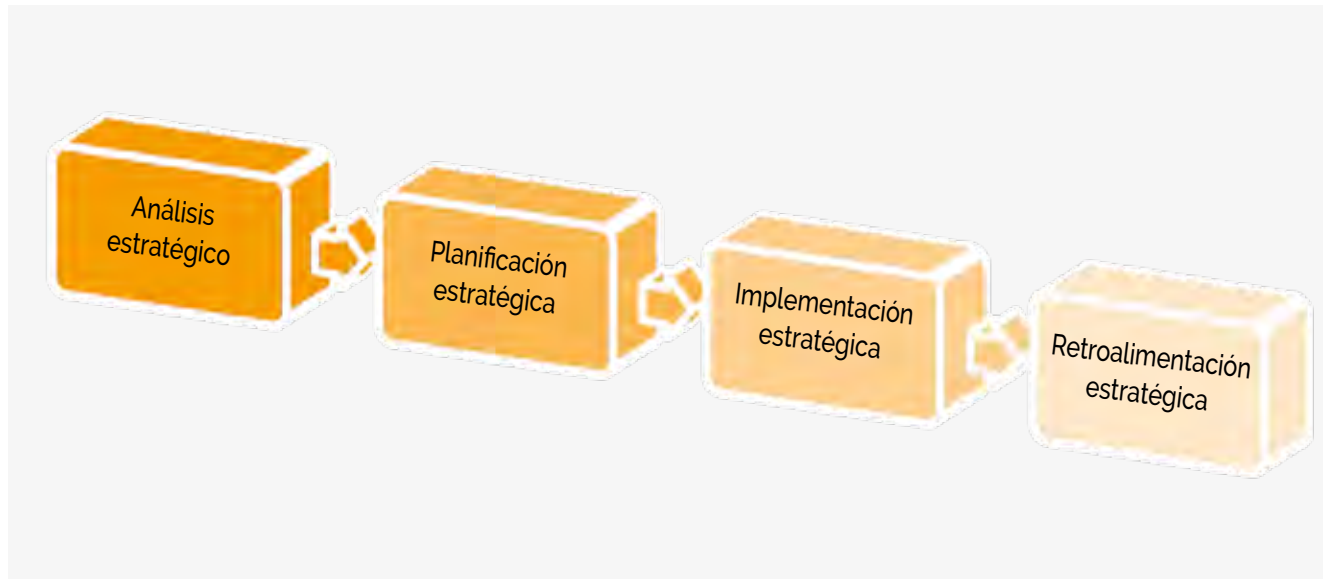 Análisis
estratégico
Planificación
estratégica
Implementación
estratégica
Retroalimentación
estratégica